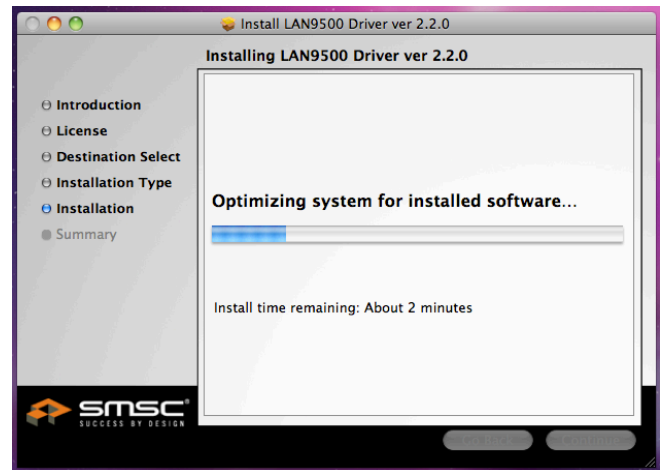 Install LAN9500 Driver ver 2.2.0
Installing LAN9500 Driver ver 2.2.0
Introduction
License
Destination Select
Installation Type
Installation
Summary
Optimizing system for installed software...
Install time remaining: About 2 minutes
smsc®
SUCCESS BY DESIGN